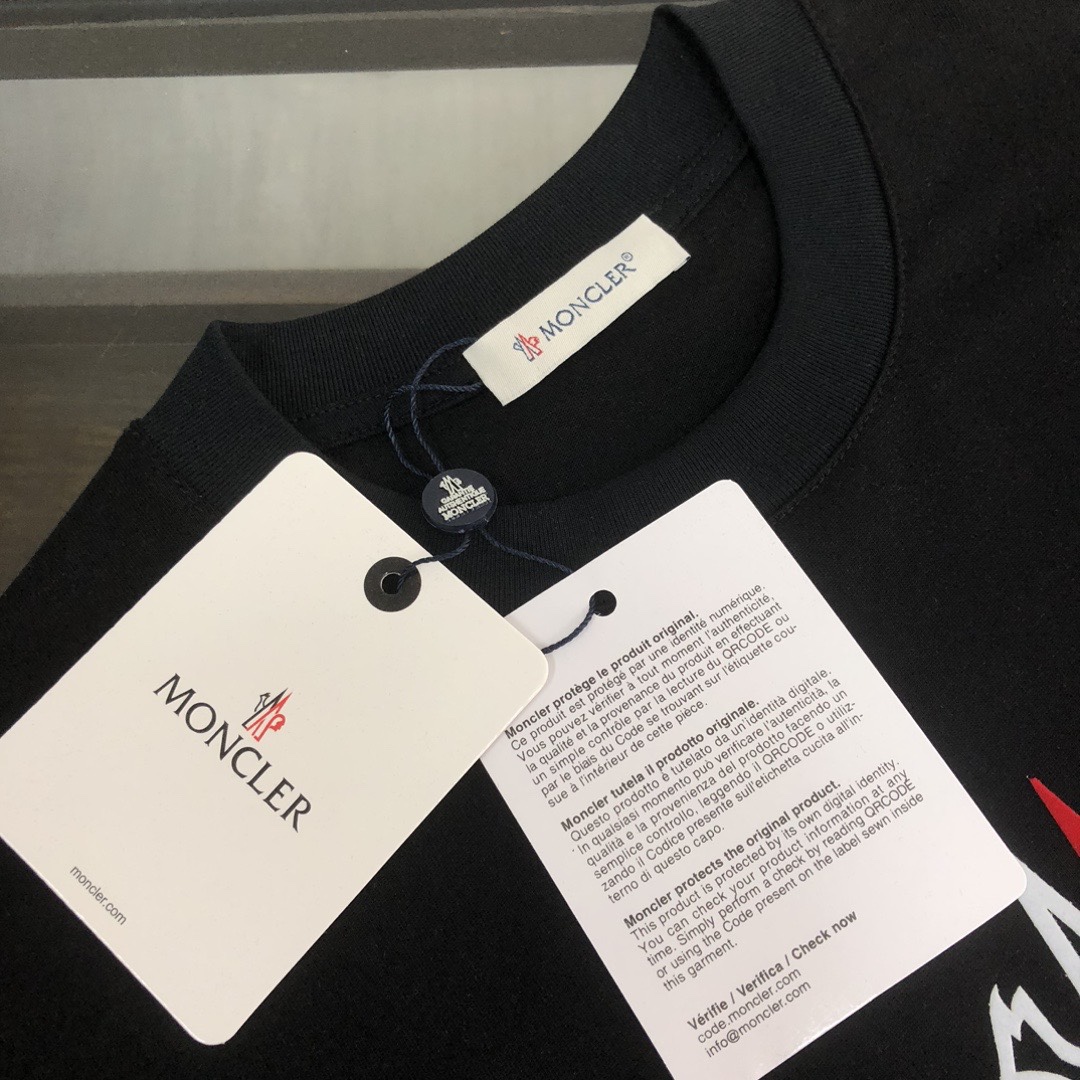 MONCLER®
GARANTIE
AUTHENTIQUE
MONCLER
MONCLER
moncler.com
Moncler protège le produit original.
Ce produit est protégé par une identité numérique.
Vous pouvez vérifier à tout moment l'authenticité,
la qualité et la provenance du produit en effectuant
un simple contrôle par la lecture du QRCODE ou
par le biais du Code se trouvant sur l'étiquette cou-
sue à l'intérieur de cette pièce.
Moncler tutela il prodotto originale.
Questo prodotto è tutelato da un'identità digitale.
In qualsiasi momento può verificare l'autenticità, la
qualità e la provenienza del prodotto facendo un
semplice controllo, leggendo il QRCODE o utiliz-
zando il Codice presente sull'etichetta cucita all'in-
terno di questo capo.
Moncler protects the original product.
This product is protected by its own digital identity.
You can check your product information at any
time. Simply perform a check by reading QRCODE
or using the Code present on the label sewn inside
this garment.
Vérifie / Verifica / Check now
code.moncler.com
info@moncler.com